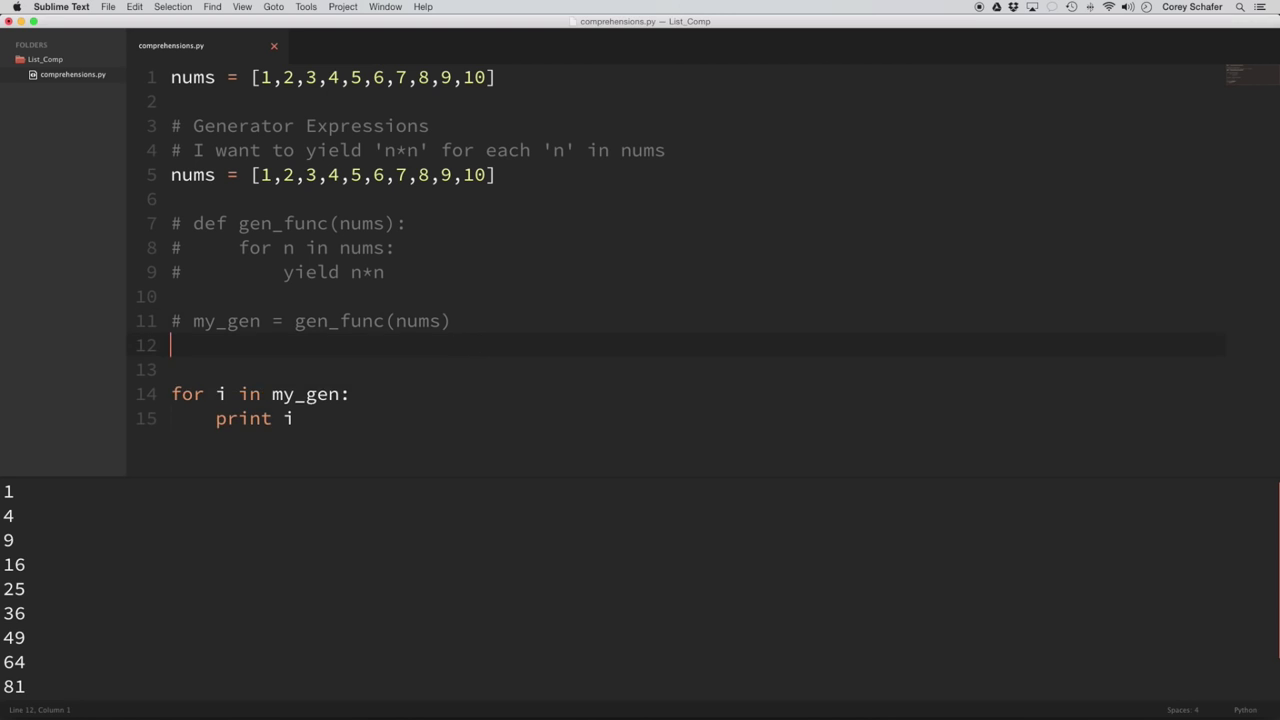 Sublime Text File Edit Selection Find View Goto Tools Project Window Help Corey Schafer
comprehensions.py — List_Comp
FOLDERS
List_Comp
comprehensions.py
comprehensions.py
1 nums = [1,2,3,4,5,6,7,8,9,10]
2
3 # Generator Expressions
4 # I want to yield 'n*n' for each 'n' in nums
5 nums = [1,2,3,4,5,6,7,8,9,10]
6
7 # def gen_func(nums):
8 #     for n in nums:
9 #         yield n*n
10
11 # my_gen = gen_func(nums)
12
13
14 for i in my_gen:
15     print i
1
4
9
16
25
36
49
64
81
Line 12, Column 1 Spaces: 4 Python